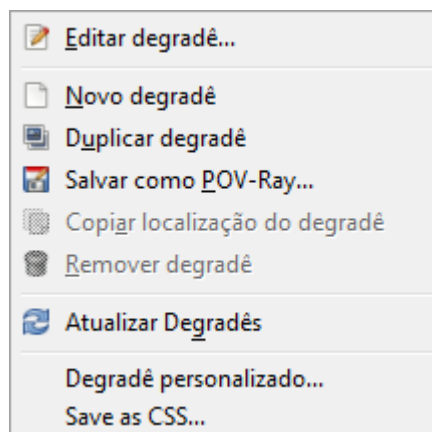 Editar degradê...
Novo degradê
Duplicar degradê
Salvar como POV-Ray...
Copiar localização do degradê
Remover degradê
Atualizar Degradês
Degradê personalizado...
Save as CSS...